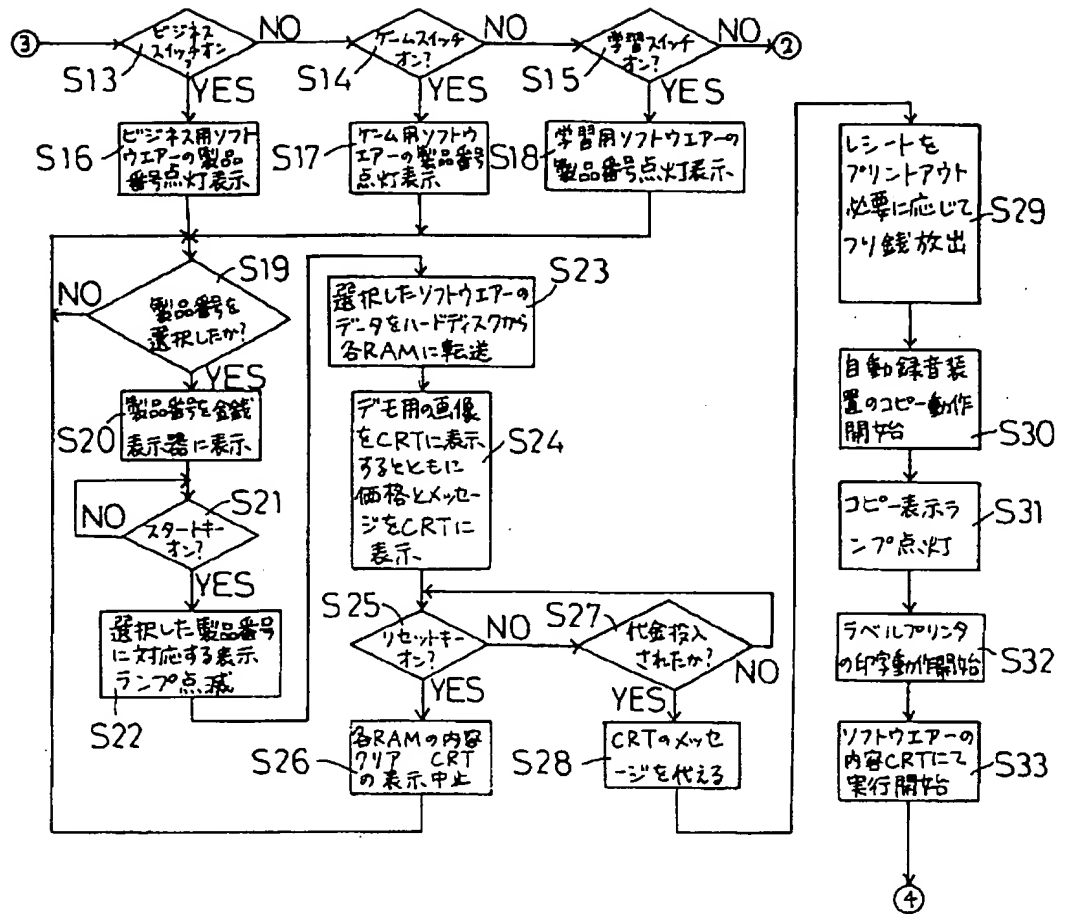 ③
ビジネス
スイッチオン
?
NO
S13
YES
ゲームスイッチ
オン?
NO
S14
YES
学習スイッチ
オン?
NO
②
S15
YES
ビジネス用ソフト
ウエアーの製品
番号点灯表示
S16
ゲーム用ソフトウ
エアーの製品番号
点灯表示
S17
学習用ソフトウエアーの
製品番号点灯表示
S18
製品番号を
選択したか?
S19
NO
YES
製品番号を金銭
表示器に表示
S20
スタートキー
オン?
S21
NO
YES
選択した製品番号
に対応する表示
ランプ点滅
S22
選択したソフトウエアーの
データをハードディスクから
各RAMに転送
S23
デモ用の画像
をCRTに表示
するとともに
価格とメッセー
ジをCRTに
表示
S24
リセットキー
オン?
S25
NO
YES
各RAMの内容
クリア CRT
の表示中止
S26
代金投入
されたか?
S27
NO
YES
CRTのメッセ
ージを代える
S28
レシートを
プリントアウト
必要に応じて
つり銭放出
S29
自動録音装
置のコピー動作
開始
S30
コピー表示ラ
ンプ点灯
S31
ラベルプリンタ
の印字動作開始
S32
ソフトウエアーの
内容CRTにて
実行開始
S33
④